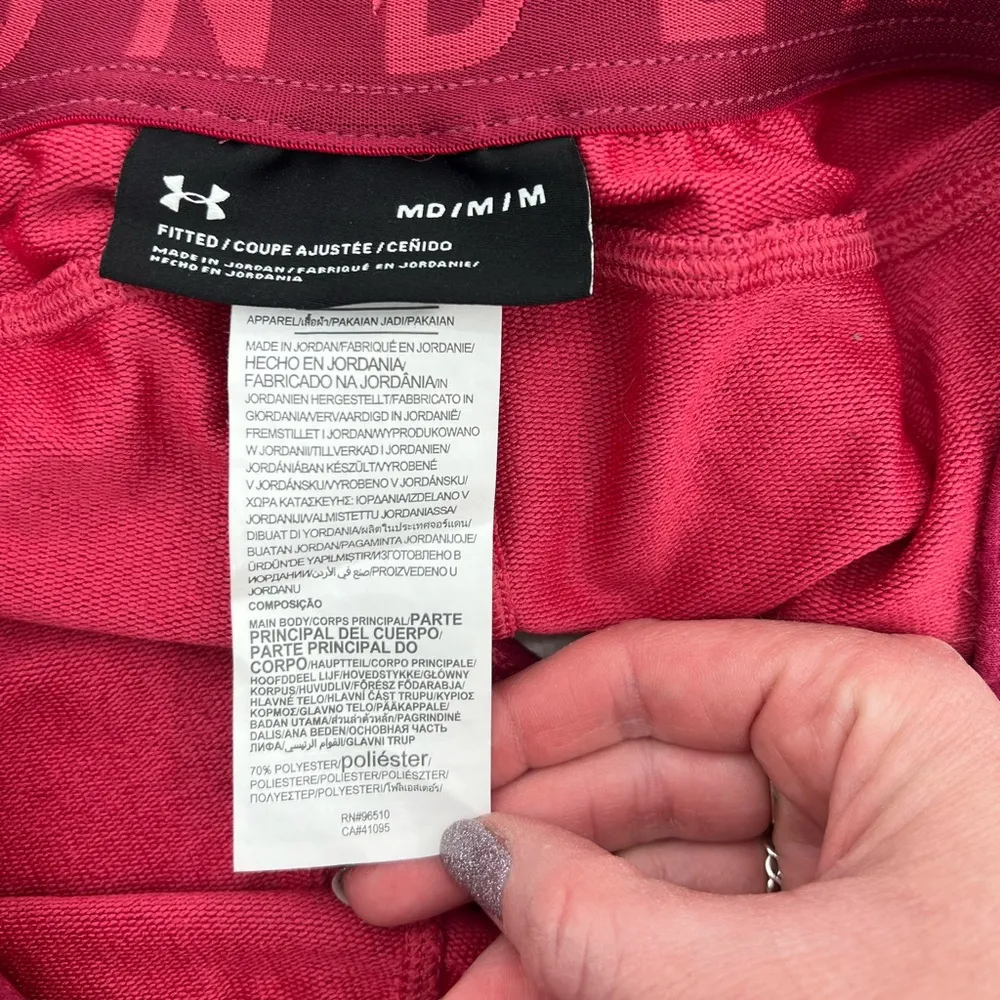 UNDER
MD/M/M
FITTED / COUPE AJUSTÉE / CEÑIDO
MADE IN JORDAN / FABRIQUÉ EN JORDANIE/
HECHO EN JORDANIA
APPAREL/เสื้อผ้า/PAKAIAN JADI/PAKAIAN
MADE IN JORDAN/FABRIQUÉ EN JORDANIE/
HECHO EN JORDANIA/
FABRICADO NA JORDÂNIA/IN
JORDANIEN HERGESTELLT/FABBRICATO IN
GIORDANIA/VERVAARDIGD IN JORDANIË/
FREMSTILLET I JORDAN/WYPRODUKOWANO
W JORDANII/TILLVERKAD I JORDANIEN/
JORDÁNIÁBAN KÉSZÜLT/VYROBENÉ
V JORDÁNSKU/VYROBENO V JORDÁNSKU/
ΧΩΡΑ ΚΑΤΑΣΚΕΥΗΣ: ΙΟΡΔΑΝΙΑ/IZDELANO V
JORDANIJI/VALMISTETTU JORDANIASSA/
DIBUAT DI YORDANIA/ผลิตในประเทศจอร์แดน/
BUATAN JORDAN/PAGAMINTA JORDANIJOJE/
ÜRDÜN'DE YAPILMIŞTIR/ИЗГОТОВЛЕНО В
ИОРДАНИИ/صنع في الأردن/PROIZVEDENO U
JORDANU
COMPOSIÇÃO
MAIN BODY/CORPS PRINCIPAL/PARTE
PRINCIPAL DEL CUERPO/
PARTE PRINCIPAL DO
CORPO/HAUPTTEIL/CORPO PRINCIPALE/
HOOFDDEEL LIJF/HOVEDSTYKKE/GŁÓWNY
KORPUS/HUVUDLIV/FŐRÉSZ FŐDARABJA/
HLAVNÉ TELO/HLAVNÍ ČÁST TRUPU/ΚΥΡΙΟΣ
ΚΟΡΜΟΣ/GLAVNO TELO/PÄÄKAPPALE/
BADAN UTAMA/ส่วนลำตัวหลัก/PAGRINDINĖ
DALIS/ANA BEDEN/ОСНОВНАЯ ЧАСТЬ
ЛИФА/القوام الرئيسي/GLAVNI TRUP
70% POLYESTER/poliéster/
POLIESTERE/POLIESTER/POLIÉSZTER/
ΠΟΛΥΕΣΤΕΡ/POLYESTERI/โพลีเอสเตอร์/
RN#96510
CA#41095